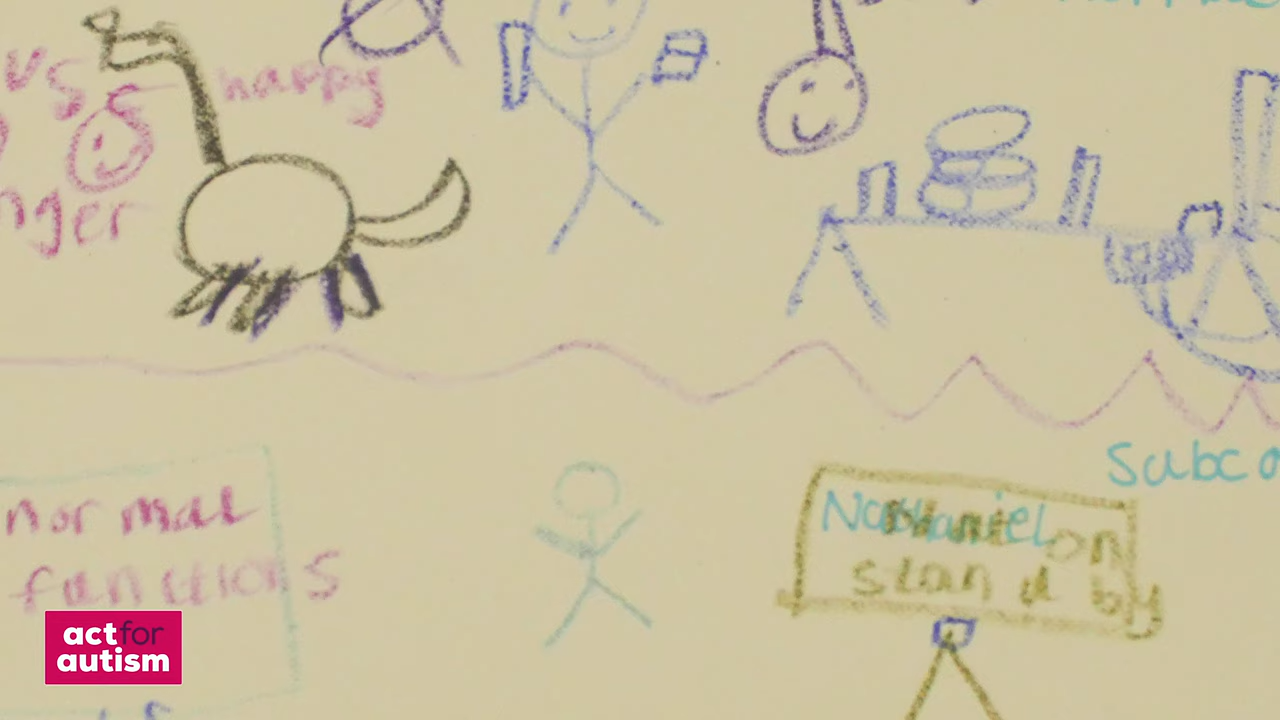 happy
nger
Subco
normal
functions
Nathaniel on
stand by
act for
autism